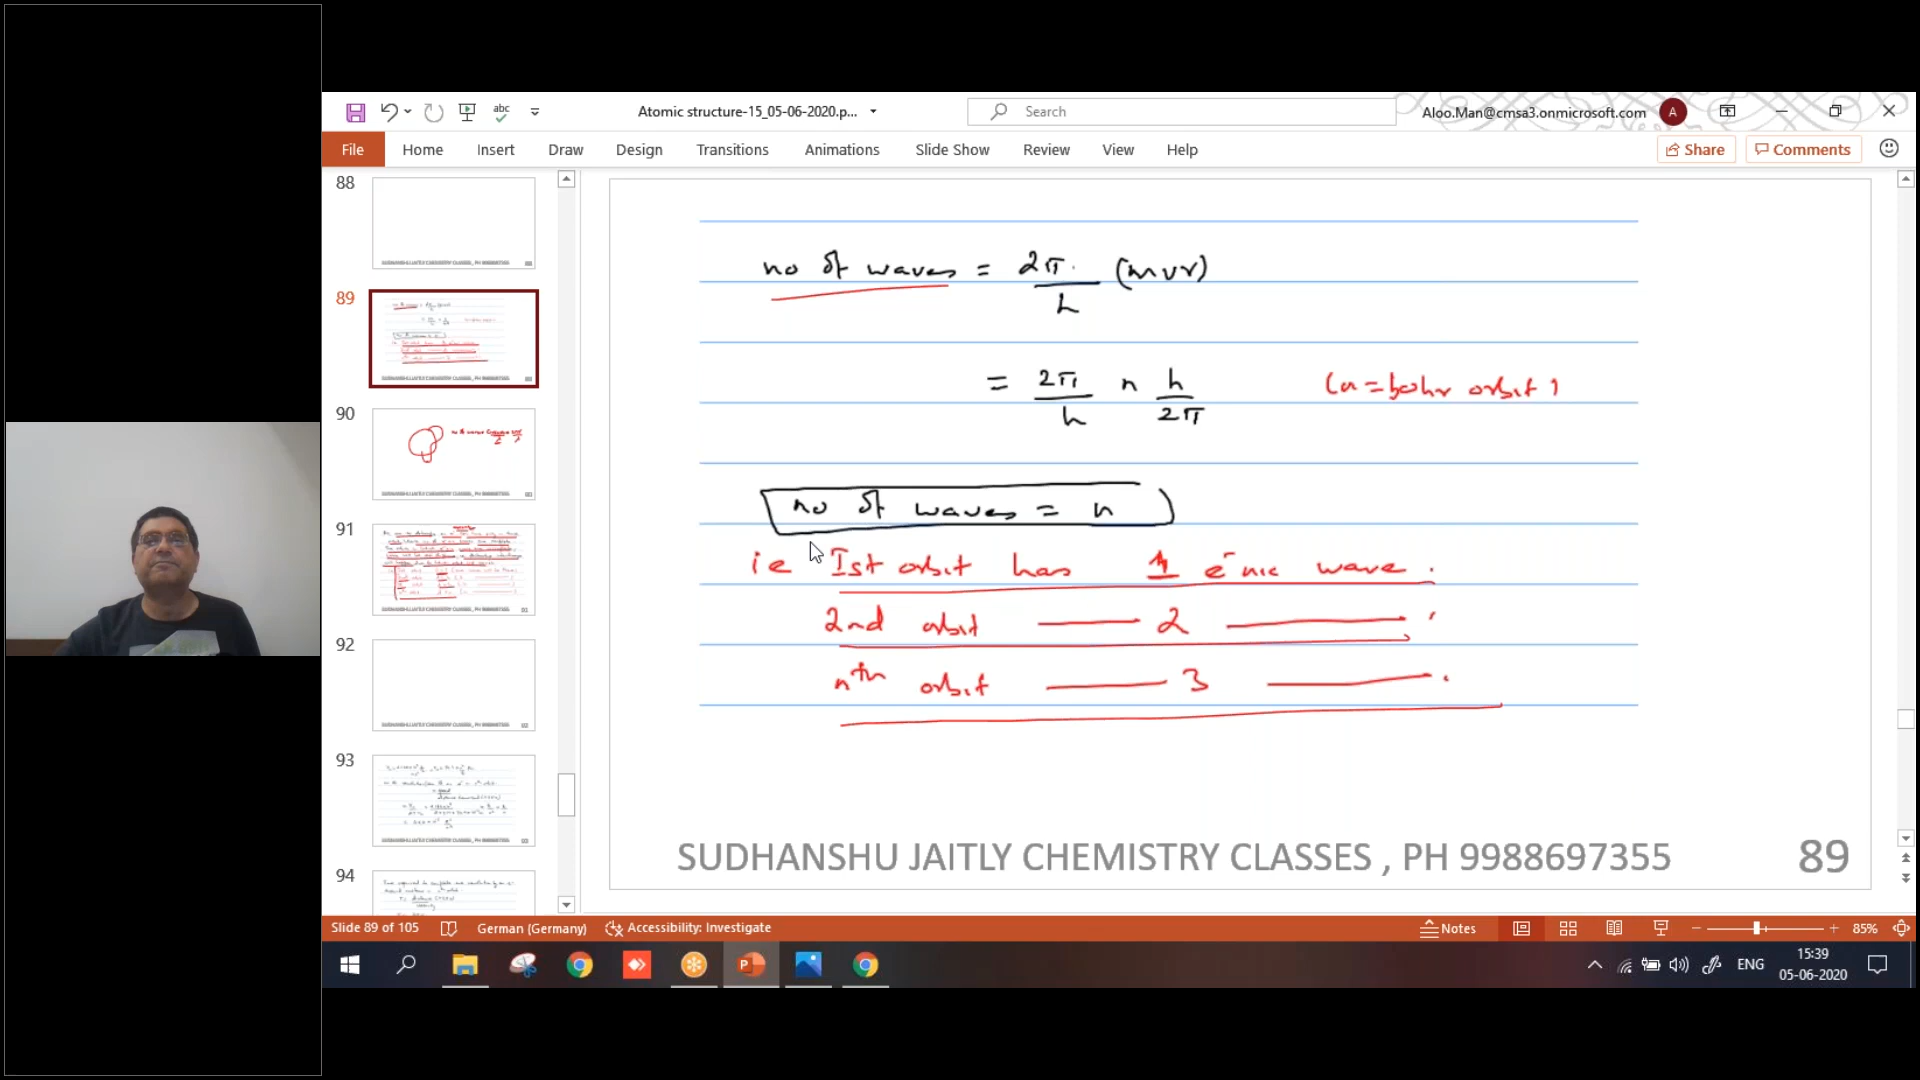 Atomic structure-15_05-06-2020.p...
Search
Aloo.Man@cmsa3.onmicrosoft.com
A
File Home Insert Draw Design Transitions Animations Slide Show Review View Help
Share Comments
88
89
90
91
92
93
94
no of waves = 2π/h (mvr)
= 2π/h n h/2π (n = bohr orbit)
no of waves = n
ie Ist orbit has 1 e⁻nic wave .
2nd orbit —— 2 ——
nth orbit —— 3 —— .
SUDHANSHU JAITLY CHEMISTRY CLASSES , PH 9988697355 89
Slide 89 of 105 German (Germany) Accessibility: Investigate Notes 85%
ENG
15:39
05-06-2020